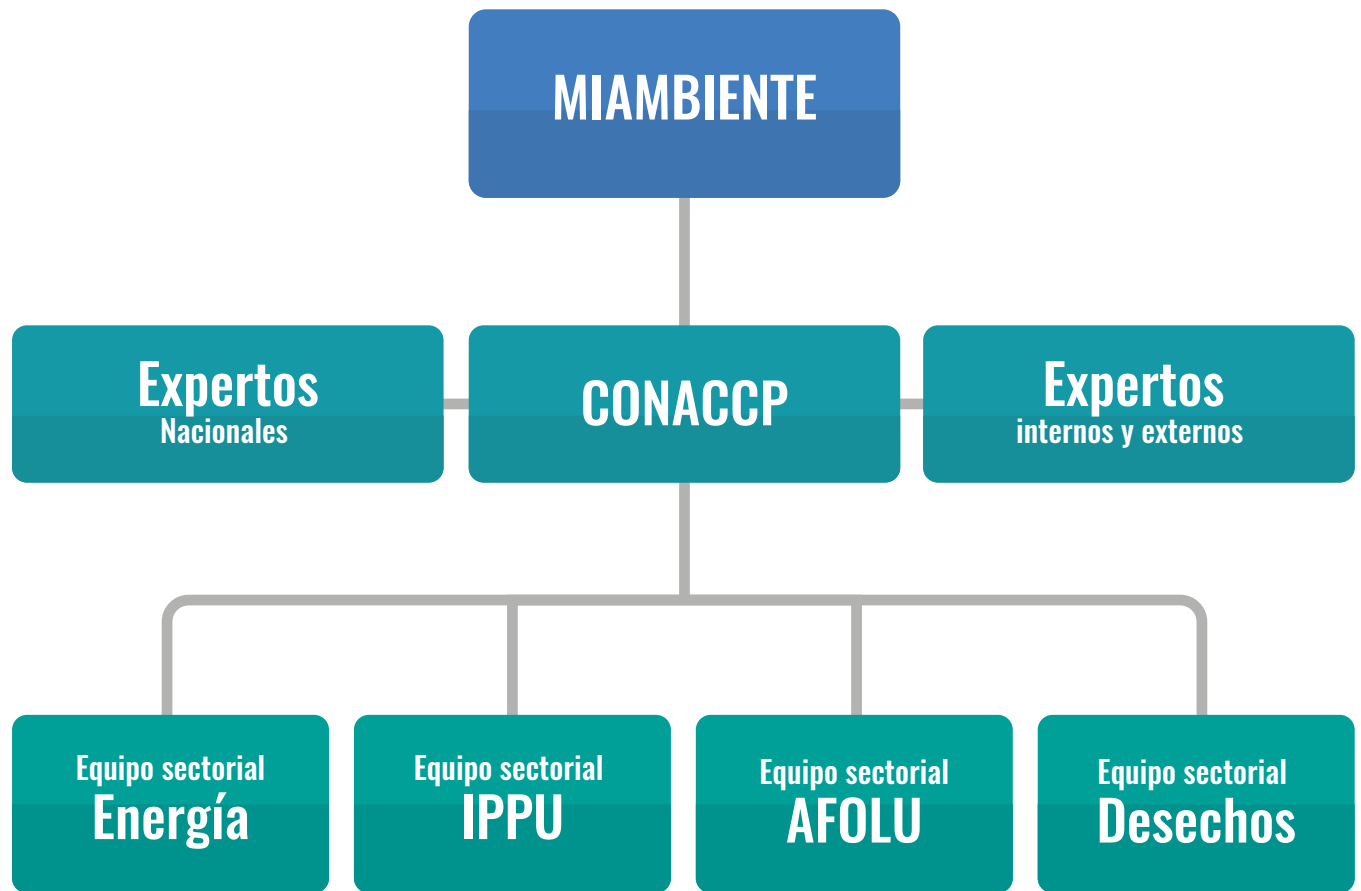 MIAMBIENTE
Expertos
Nacionales
CONACCP
Expertos
internos y externos
Equipo sectorial
Energía
Equipo sectorial
IPPU
Equipo sectorial
AFOLU
Equipo sectorial
Desechos